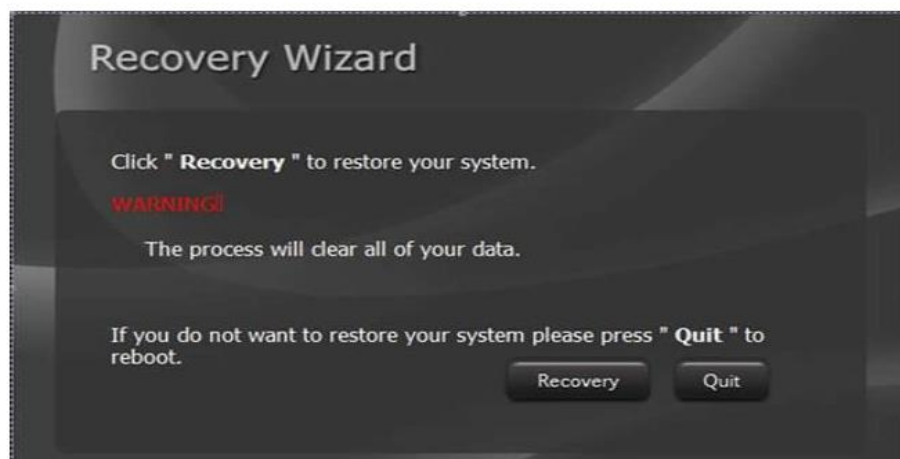 Recovery Wizard
Click " Recovery " to restore your system.
WARNING!!
The process will clear all of your data.
If you do not want to restore your system please press " Quit " to
reboot.
Recovery Quit